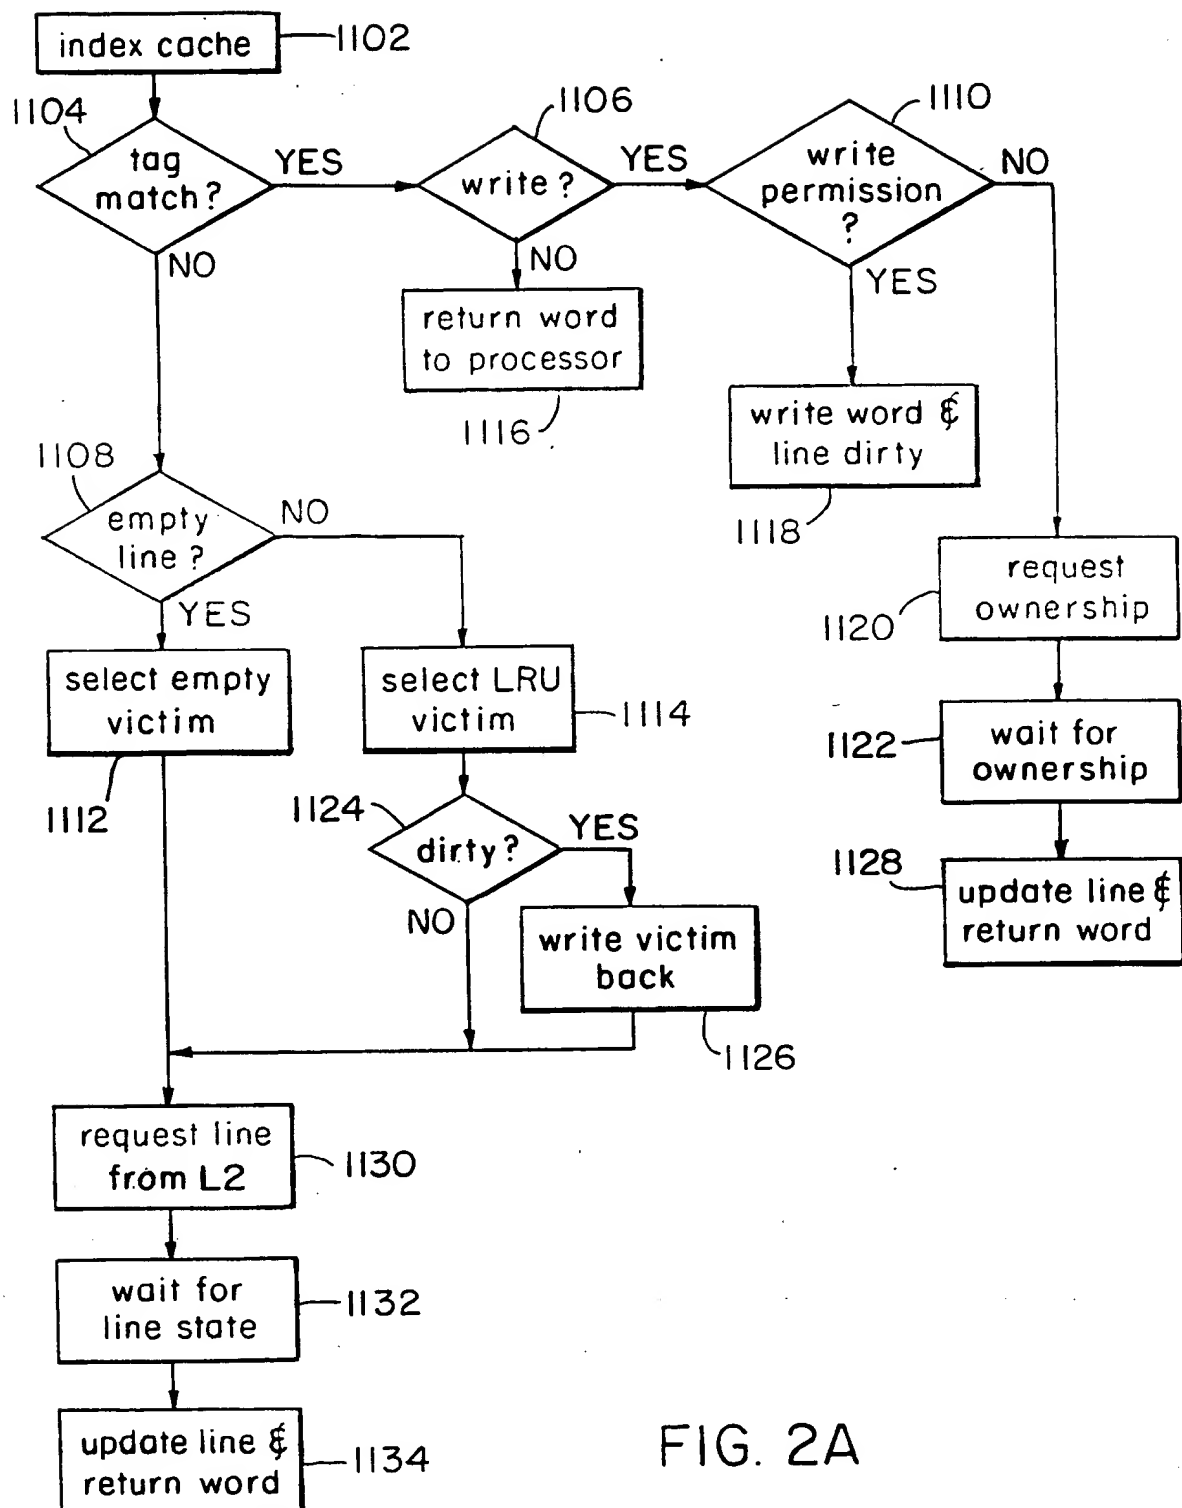 index cache
1102
1104
tag
match?
YES
NO
1106
write?
YES
NO
1110
write
permission
?
NO
YES
return word
to processor
1116
write word &
line dirty
1118
1108
empty
line?
NO
YES
request
ownership
1120
select empty
victim
1112
select LRU
victim
1114
wait for
ownership
1122
1124
dirty?
YES
NO
write victim
back
1126
1128
update line &
return word
request line
from L2
1130
wait for
line state
1132
update line &
return word
1134
FIG. 2A